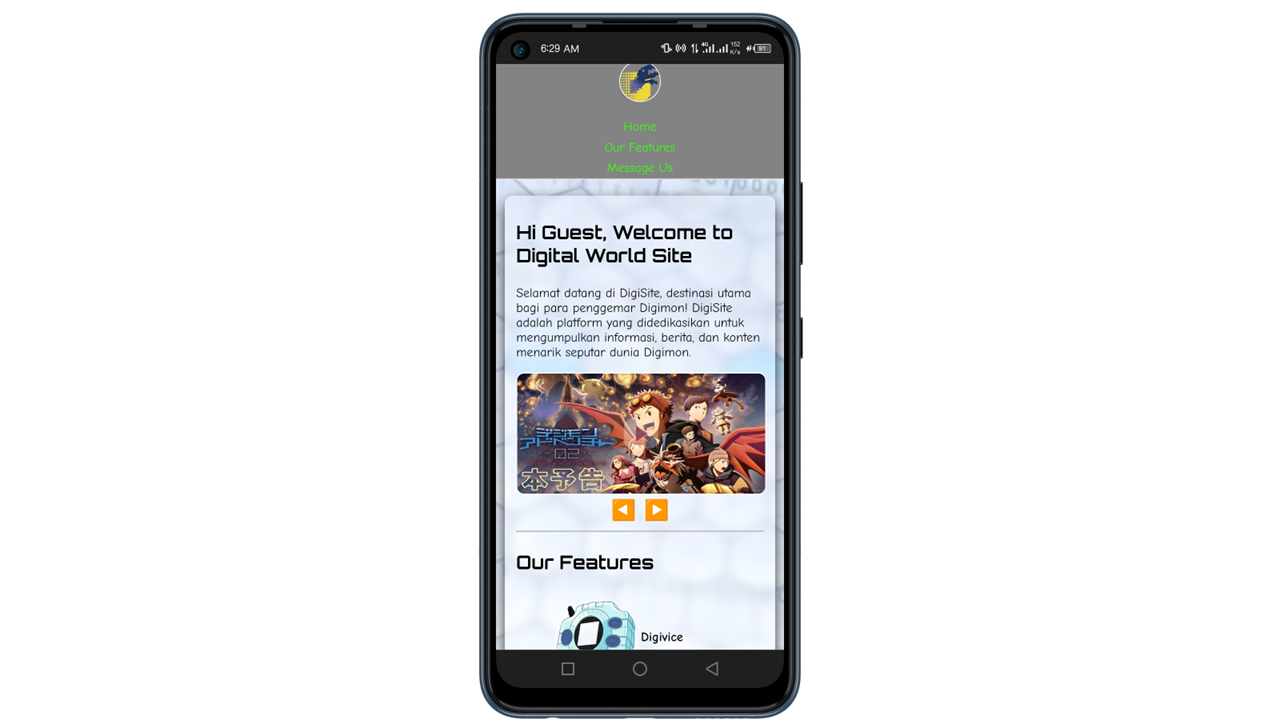 6:29 AM
4G
152
K/s
91
Home
Our Features
Message Us
Hi Guest, Welcome to
Digital World Site
Selamat datang di DigiSite, destinasi utama
bagi para penggemar Digimon! DigiSite
adalah platform yang didedikasikan untuk
mengumpulkan informasi, berita, dan konten
menarik seputar dunia Digimon.
デジモン
アドベンチャー
02
本予告
Our Features
Digivice